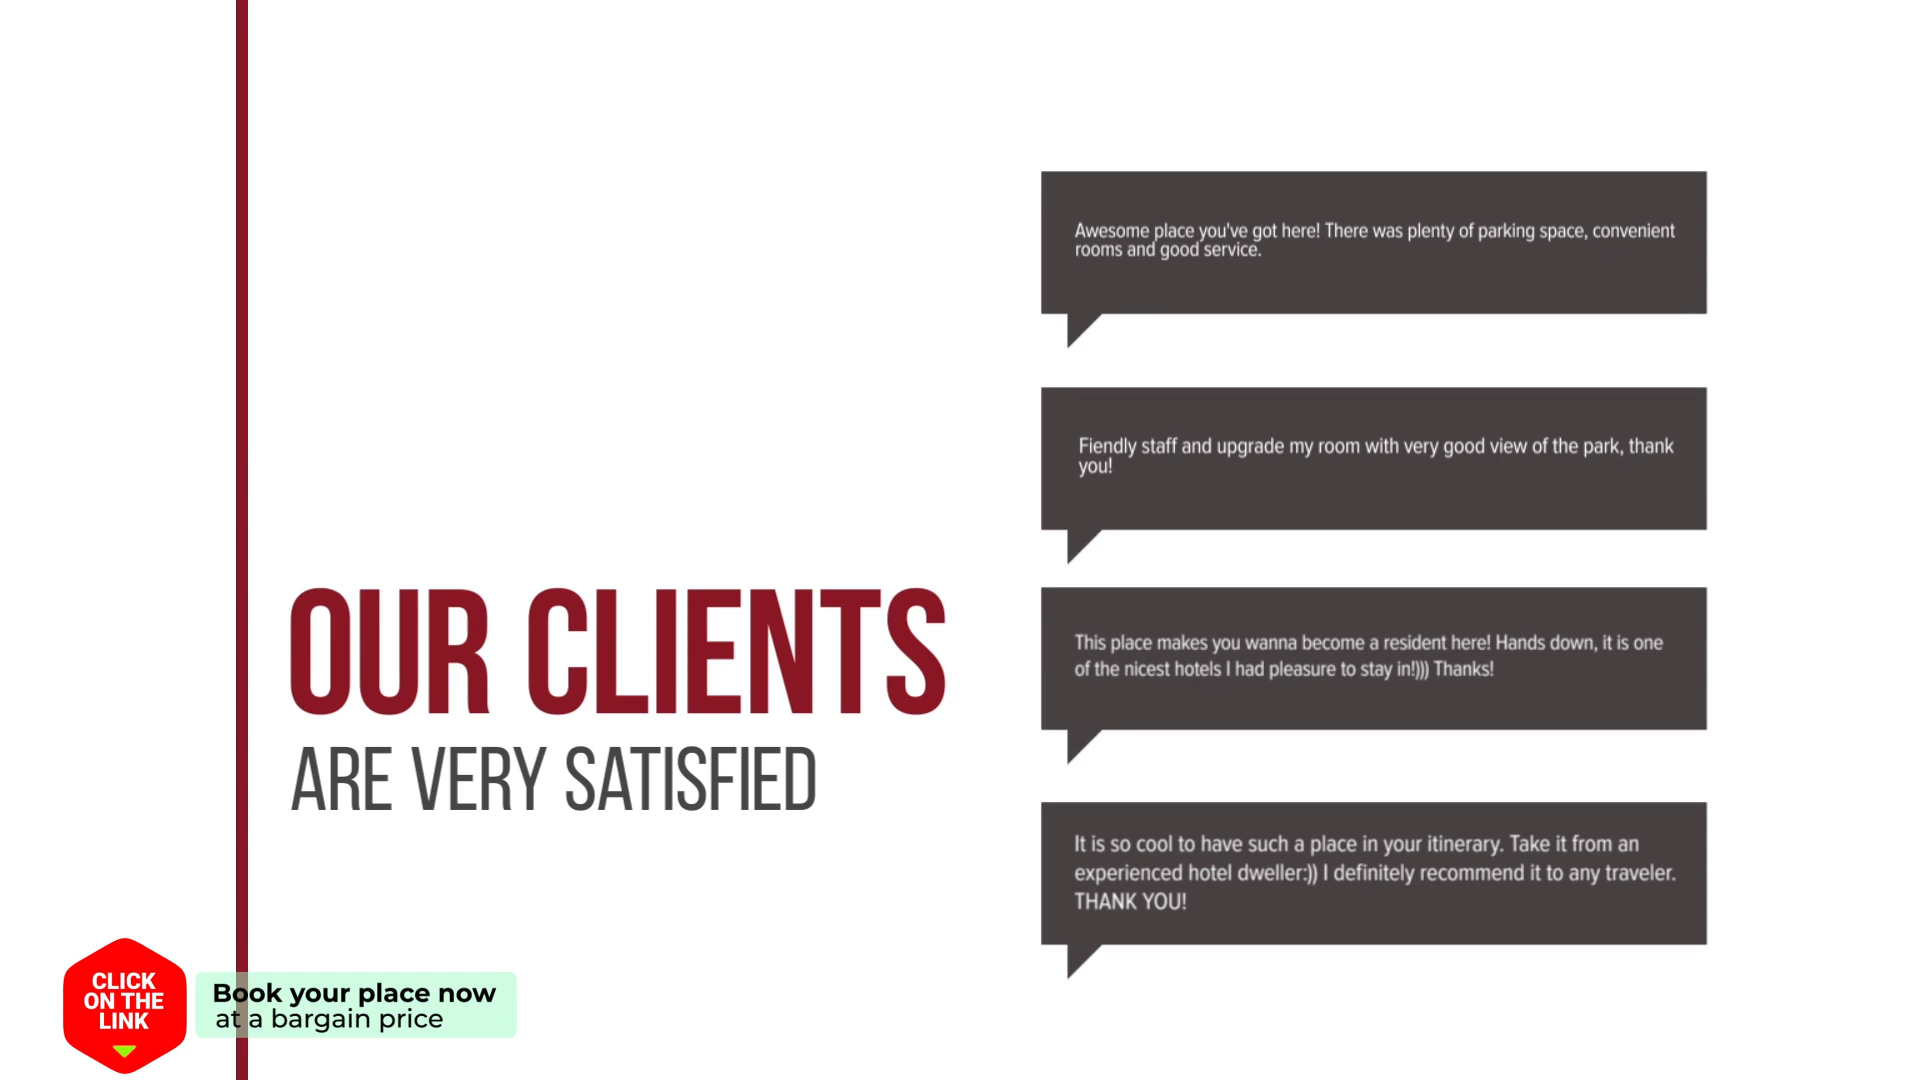 Awesome place you've got here! There was plenty of parking space, convenient
rooms and good service.
Fiendly staff and upgrade my room with very good view of the park, thank
you!
OUR CLIENTS
ARE VERY SATISFIED
This place makes you wanna become a resident here! Hands down, it is one
of the nicest hotels I had pleasure to stay in!))) Thanks!
It is so cool to have such a place in your itinerary. Take it from an
experienced hotel dweller:)) I definitely recommend it to any traveler.
THANK YOU!
CLICK
ON THE
LINK
Book your place now
at a bargain price